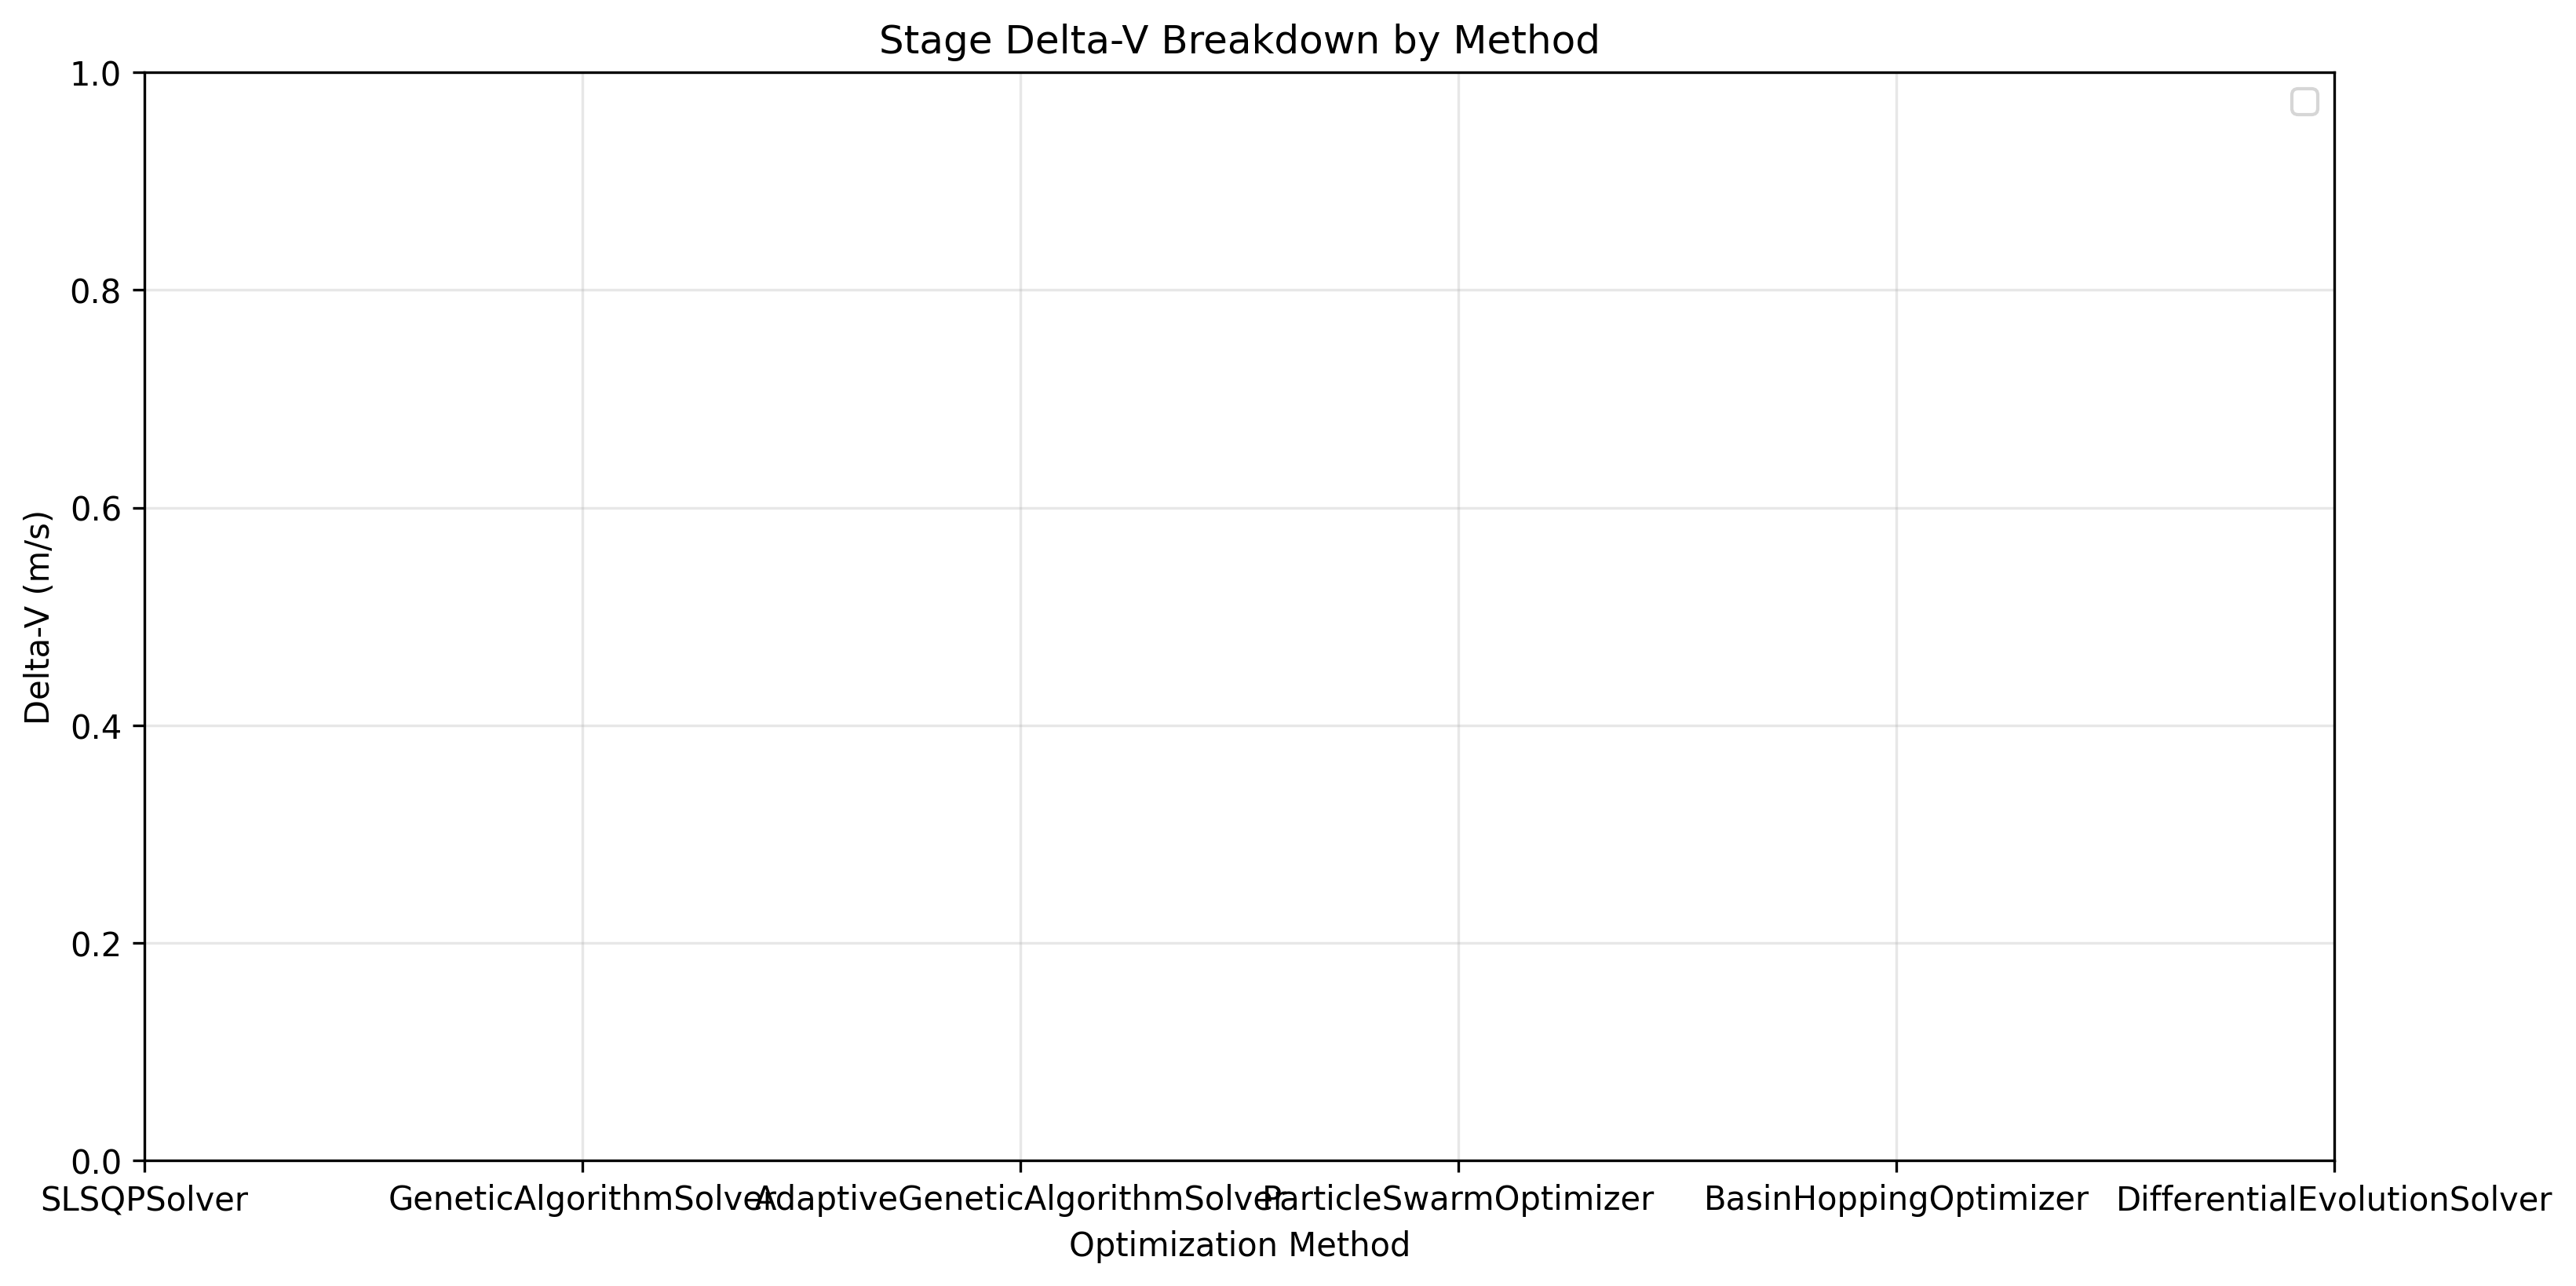 Stage Delta-V Breakdown by Method
1.0
0.8
0.6
0.4
0.2
0.0
Delta-V (m/s)
SLSQPSolver GeneticAlgorithmSolver AdaptiveGeneticAlgorithmSolver ParticleSwarmOptimizer BasinHoppingOptimizer DifferentialEvolutionSolver
Optimization Method